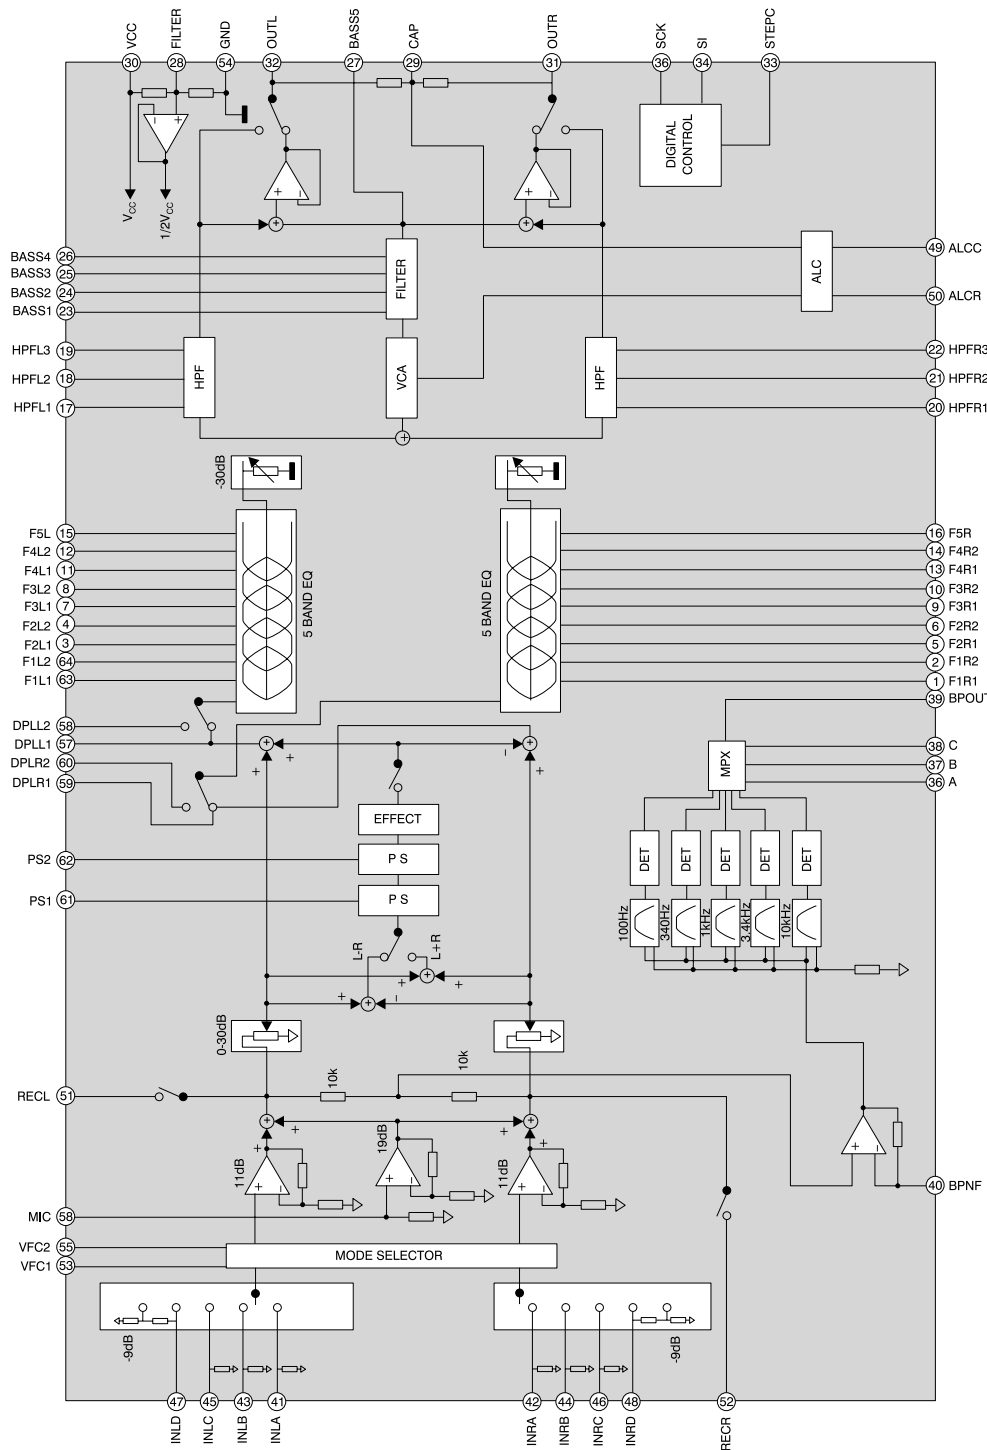 VCC
FILTER
GND
OUTL
BASS5
CAP
OUTR
SCK
SI
STEPC
30
28
54
32
27
29
31
36
34
33
DIGITAL
CONTROL
VCC
1/2VCC
BASS4 26
BASS3 25
BASS2 24
BASS1 23
FILTER
ALC
49 ALCC
50 ALCR
HPFL3 19
HPFL2 18
HPFL1 17
HPF
VCA
HPF
22 HPFR3
21 HPFR2
20 HPFR1
-30dB
F5L 15
F4L2 12
F4L1 11
F3L2 8
F3L1 7
F2L2 4
F2L1 3
F1L2 64
F1L1 63
5 BAND EQ
5 BAND EQ
16 F5R
14 F4R2
13 F4R1
10 F3R2
9 F3R1
6 F2R2
5 F2R1
2 F1R2
1 F1R1
39 BPOUT
DPLL2 58
DPLL1 57
DPLR2 60
DPLR1 59
+
+
-
+
MPX
38 C
37 B
36 A
EFFECT
PS2 62
P S
PS1 61
P S
DET
DET
DET
DET
DET
100Hz
340Hz
1kHz
3.4kHz
10kHz
L-R
L+R
+
+
+
-
0-30dB
10k
10k
RECL 51
+
+
+
+
11dB
19dB
11dB
+ -
+ -
+ -
+ -
40 BPNF
MIC 58
VFC2 55
VFC1 53
MODE SELECTOR
-9dB
-9dB
47
45
43
41
42
44
46
48
52
INLD
INLC
INLB
INLA
INRA
INRB
INRC
INRD
RECR